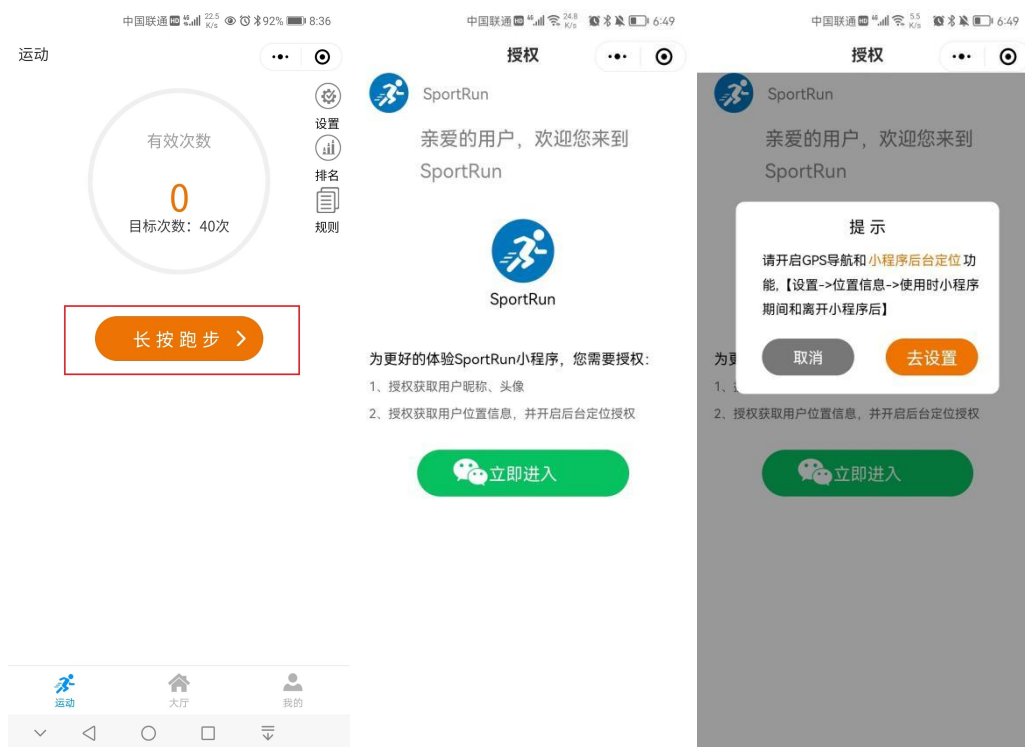 中国联通 HD 46 22.5 K/s 92% 8:36
运动
有效次数
0
目标次数：40次
设置
排名
规则
长按跑步
运动
大厅
我的
中国联通 HD 46 24.8 K/s 6:49
授权
SportRun
亲爱的用户，欢迎您来到
SportRun
SportRun
为更好的体验SportRun小程序，您需要授权：
1、授权获取用户昵称、头像
2、授权获取用户位置信息，并开启后台定位授权
立即进入
中国联通 HD 46 5.5 K/s 6:49
授权
SportRun
亲爱的用户，欢迎您来到
SportRun
提示
请开启GPS导航和小程序后台定位功
能,【设置->位置信息->使用时小程序
期间和离开小程序后】
取消
去设置
为更
1、
2、授权获取用户位置信息，并开启后台定位授权
立即进入